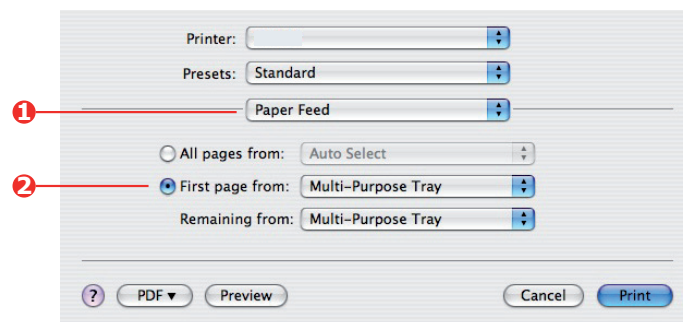 Printer:
Presets: Standard
1 Paper Feed
All pages from: Auto Select
2 First page from: Multi-Purpose Tray
Remaining from: Multi-Purpose Tray
? PDF▼ Preview Cancel Print